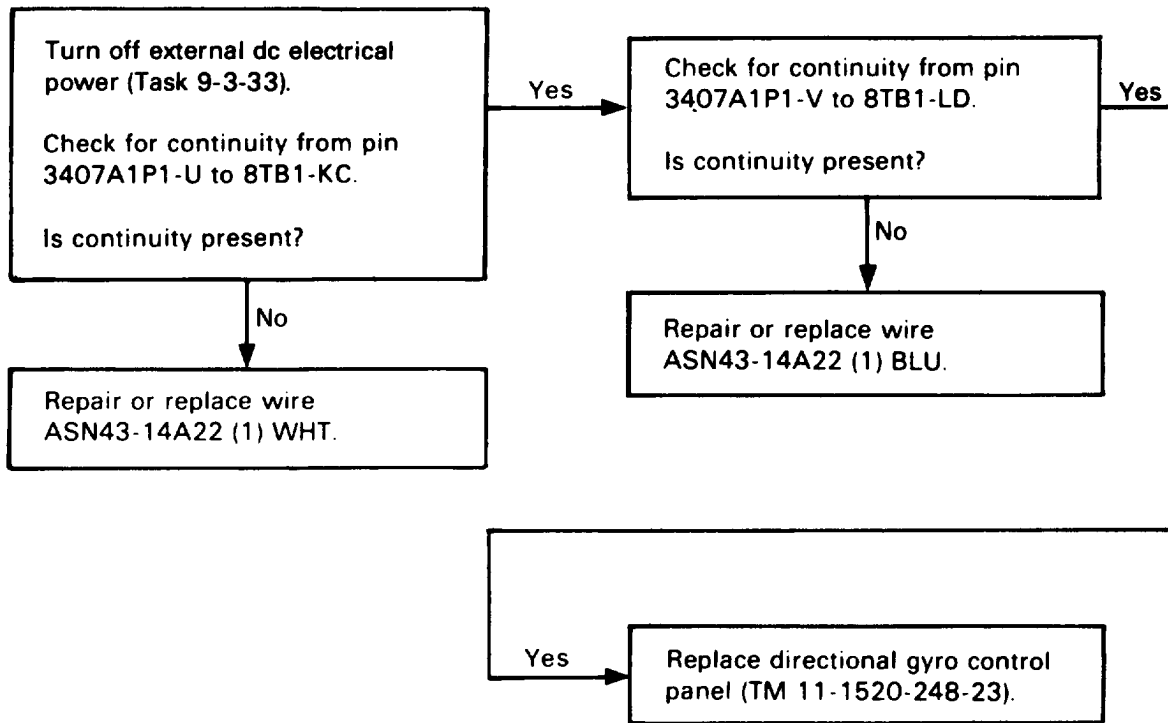 Turn off external dc electrical
power (Task 9-3-33).
Check for continuity from pin
3407A1P1-U to 8TB1-KC.
Is continuity present?
Yes
Check for continuity from pin
3407A1P1-V to 8TB1-LD.
Is continuity present?
Yes
No
Repair or replace wire
ASN43-14A22 (1) WHT.
No
Repair or replace wire
ASN43-14A22 (1) BLU.
Yes
Replace directional gyro control
panel (TM 11-1520-248-23).